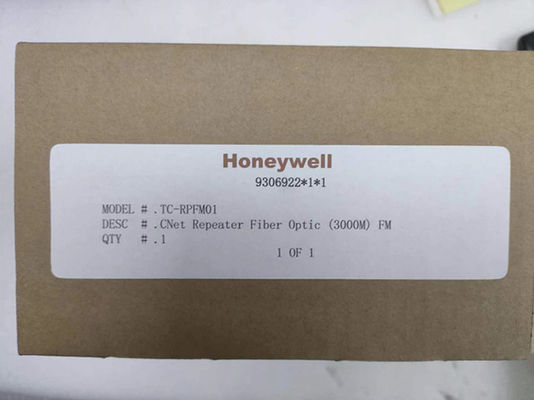 Honeywell
9306922*1*1
MODEL # .TC-RPFM01
DESC # .CNet Repeater Fiber Optic (3000M) FM
QTY # .1
1 OF 1